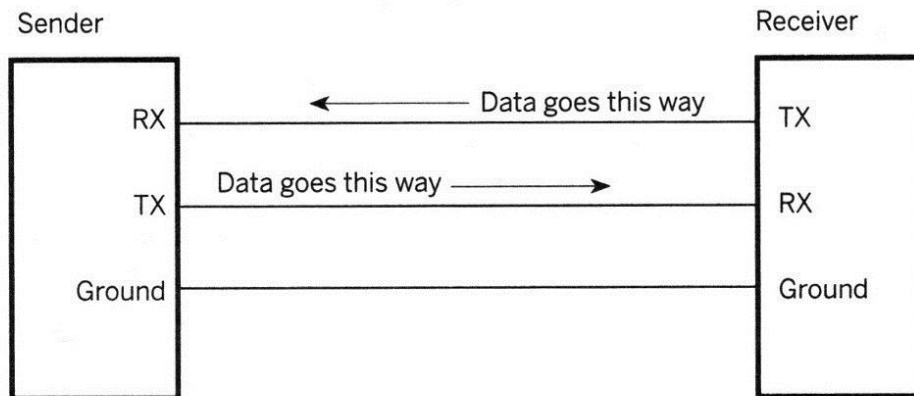 Sender
Receiver
Data goes this way
RX
TX
Data goes this way
TX
RX
Ground
Ground